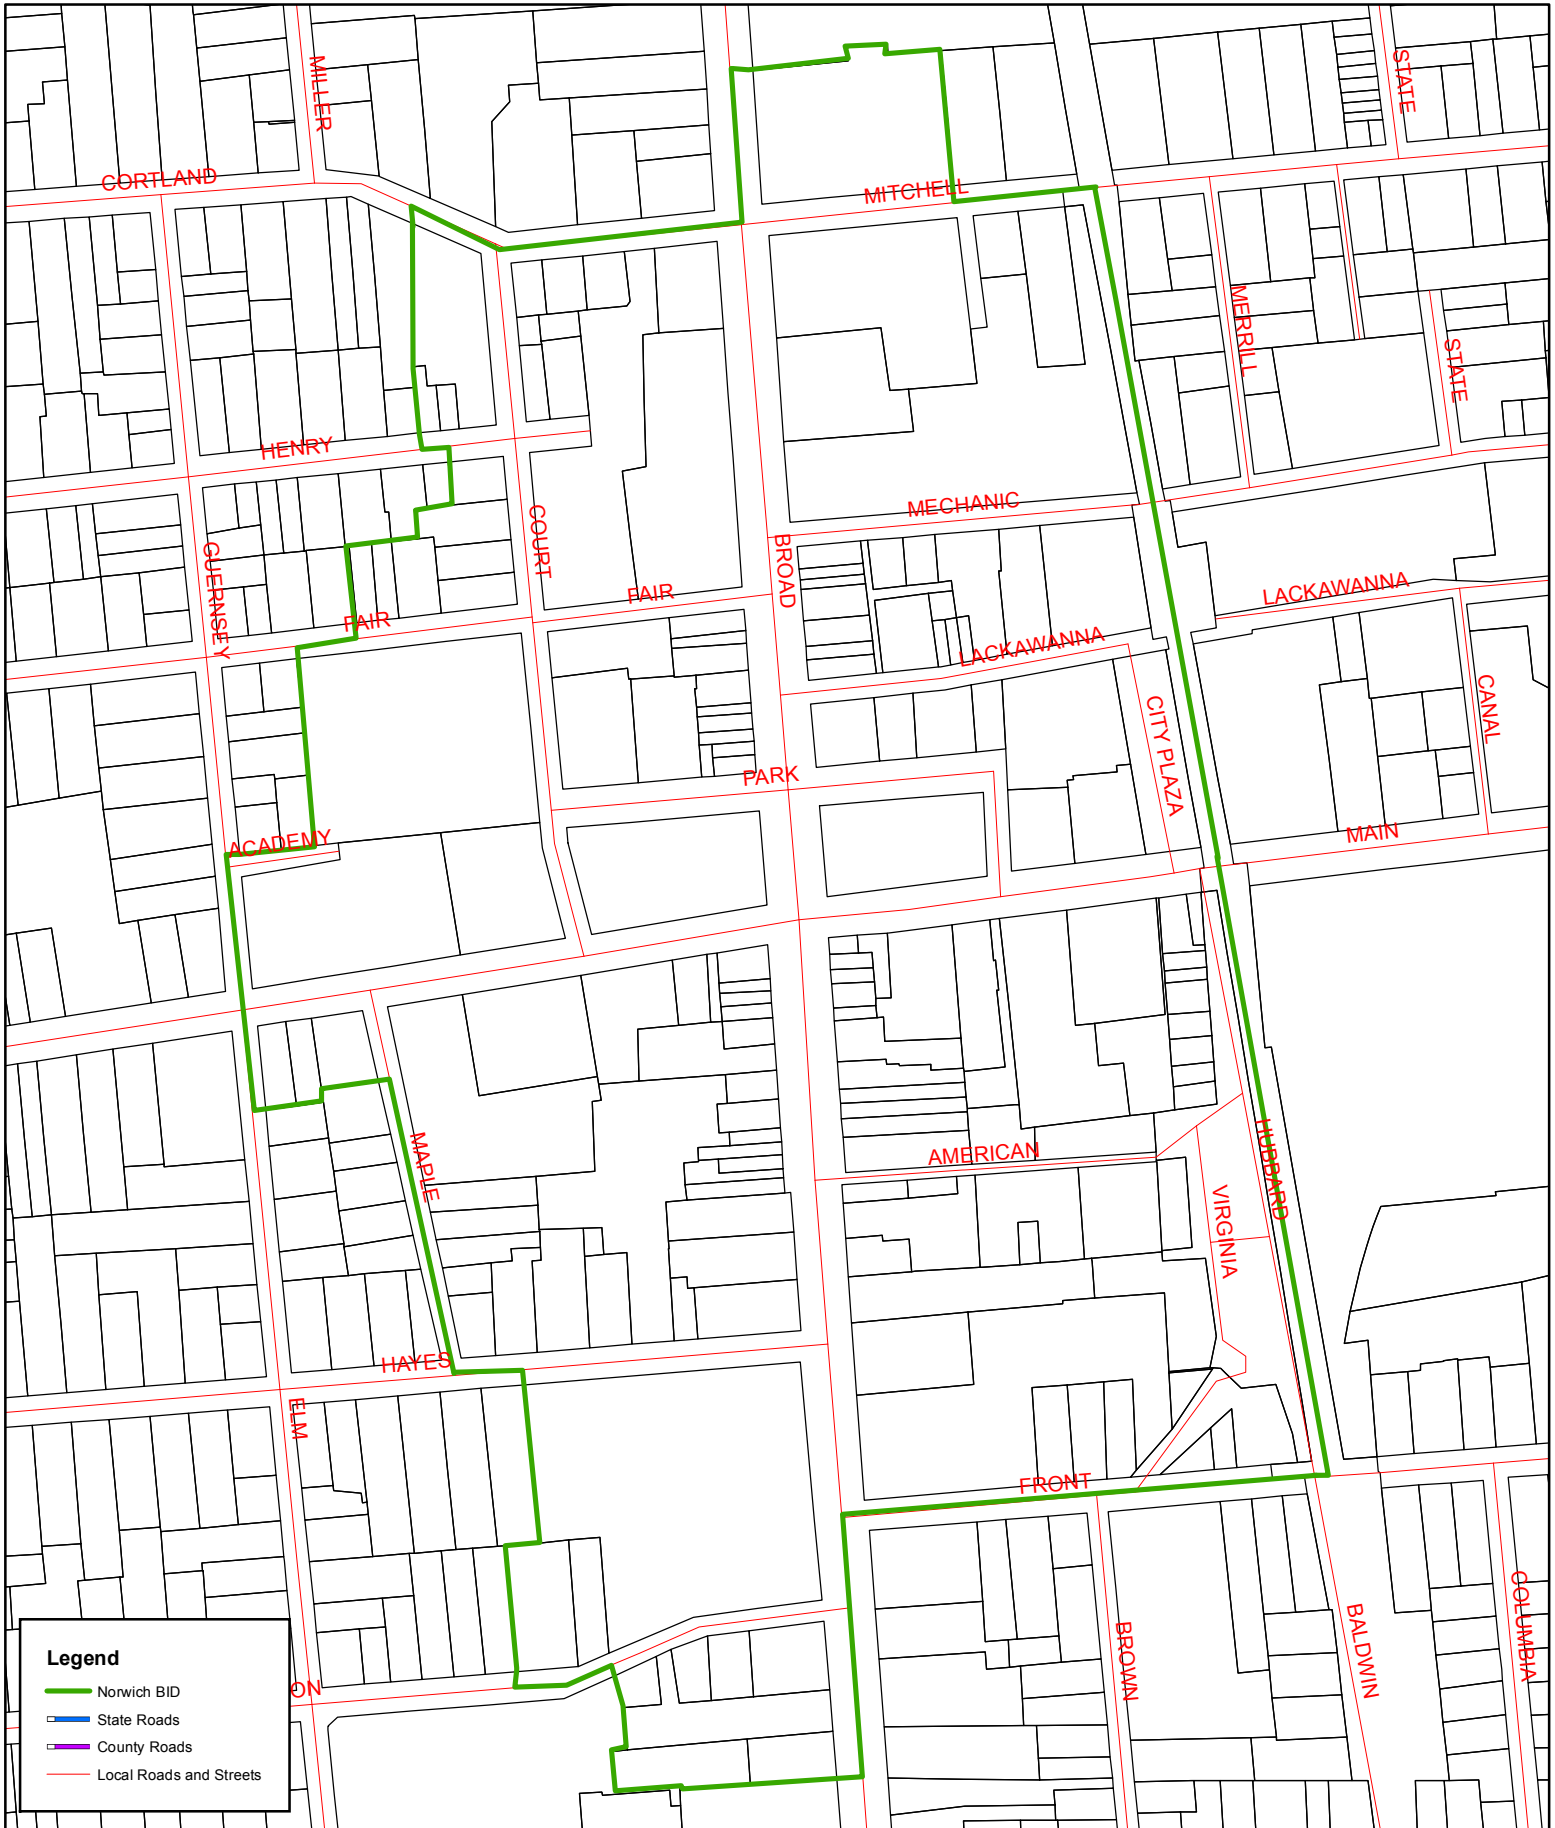 MILLER
STATE
CORTLAND
MITCHELL
MERRILL
STATE
HENRY
MECHANIC
COURT
BROAD
GUERNSEY
FAIR
FAIR
LACKAWANNA
LACKAWANNA
CITY PLAZA
CANAL
PARK
MAIN
ACADEMY
MAPLE
AMERICAN
HUBBARD
VIRGINIA
HAYES
ELM
FRONT
BROWN
BALDWIN
COLUMBIA
ON
Legend
Norwich BID
State Roads
County Roads
Local Roads and Streets